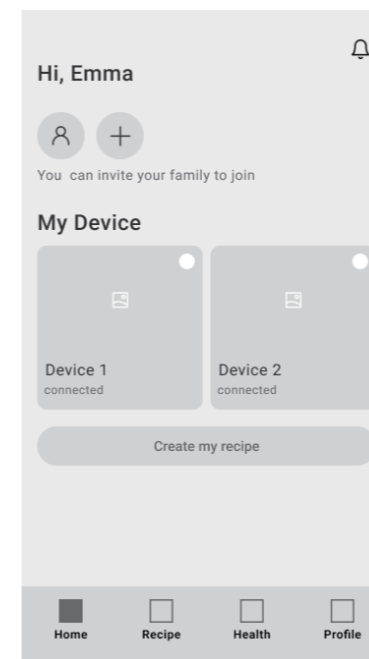 Hi, Emma
You can invite your family to join
My Device
Device 1
connected
Device 2
connected
Create my recipe
Home Recipe Health Profile